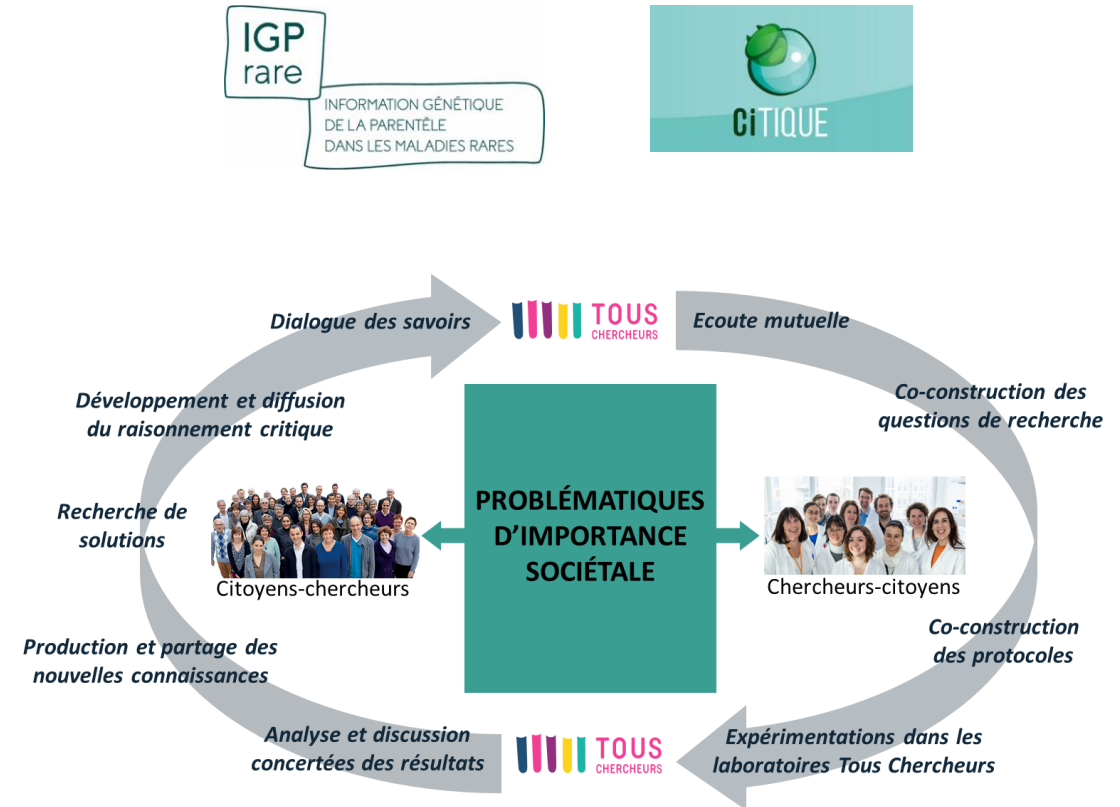 IGP
rare
INFORMATION GÉNÉTIQUE
DE LA PARENTÈLE
DANS LES MALADIES RARES
CiTIQUE
Dialogue des savoirs
TOUS
CHERCHEURS
Ecoute mutuelle
Développement et diffusion
du raisonnement critique
Co-construction des
questions de recherche
Recherche de
solutions
Citoyens-chercheurs
PROBLÉMATIQUES
D'IMPORTANCE
SOCIÉTALE
Chercheurs-citoyens
Co-construction
des protocoles
Production et partage des
nouvelles connaissances
Analyse et discussion
concertées des résultats
TOUS
CHERCHEURS
Expérimentations dans les
laboratoires Tous Chercheurs